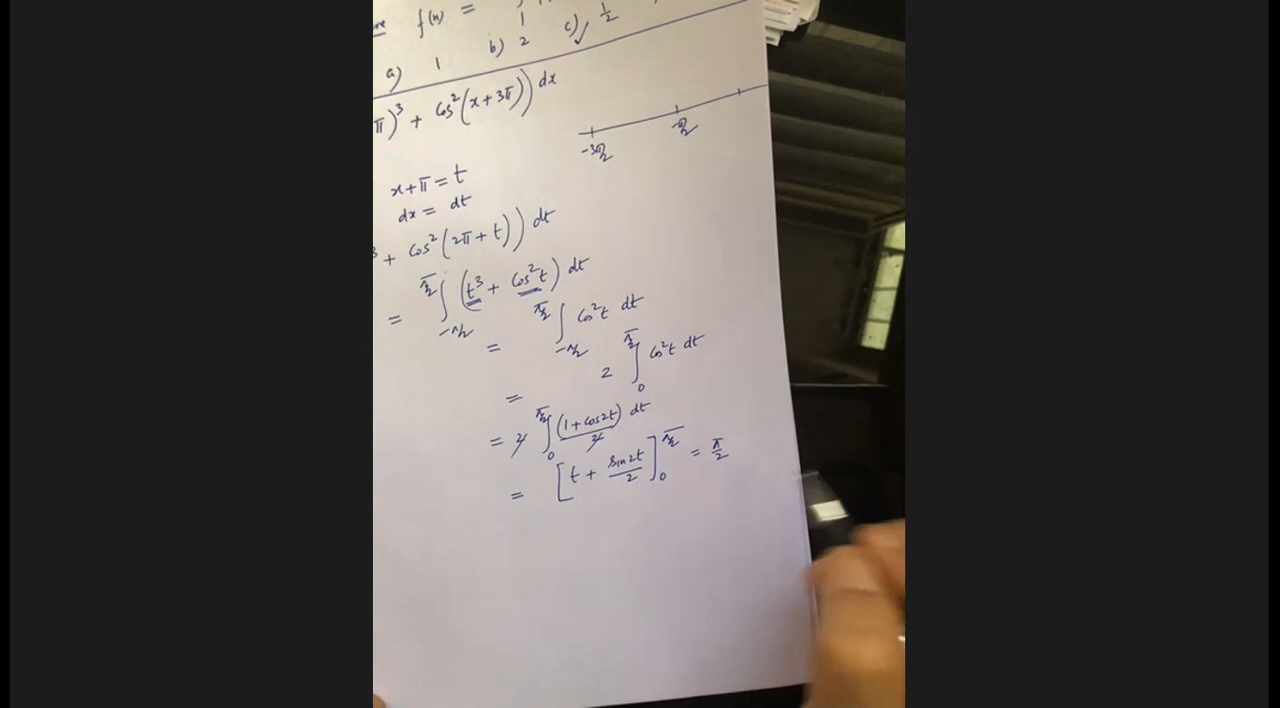 f(x) =
a) 1 b) 1/2 c) 1/2
π)³ + cos²(x+3π)) dx
-3π/2 -π/2
x+π = t
dx = dt
³ + cos²(2π+t)) dt
= ∫_{-π/2}^{π/2} (t³ + cos²t) dt
= ∫_{-π/2}^{π/2} cos²t dt
= 2 ∫_0^{π/2} cos²t dt
= 2 ∫_0^{π/2} (1+cos2t)/2 dt
= [t + sin2t/2]_0^{π/2} = π/2